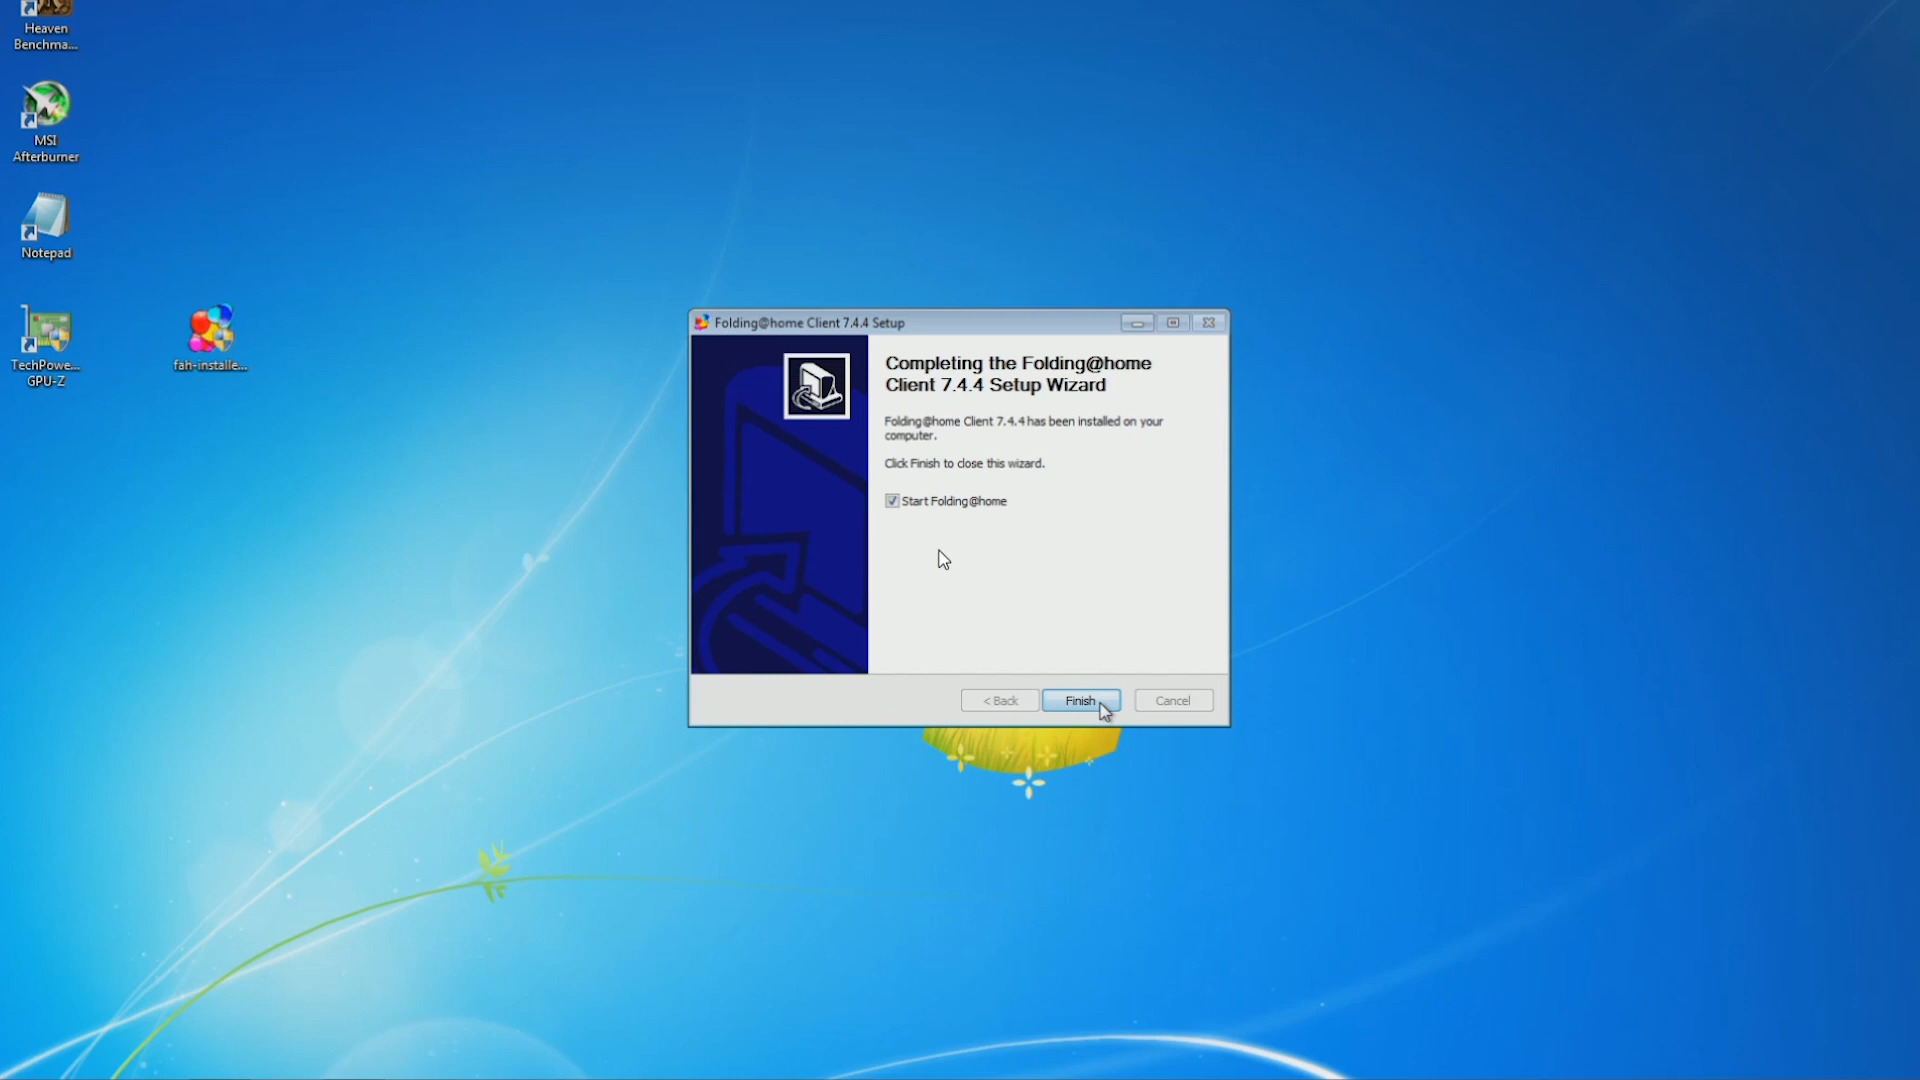 Heaven
Benchma...
MSI
Afterburner
Notepad
TechPowe...
GPU-Z
fah-installe...
Folding@home Client 7.4.4 Setup
Completing the Folding@home
Client 7.4.4 Setup Wizard
Folding@home Client 7.4.4 has been installed on your
computer.
Click Finish to close this wizard.
Start Folding@home
< Back
Finish
Cancel